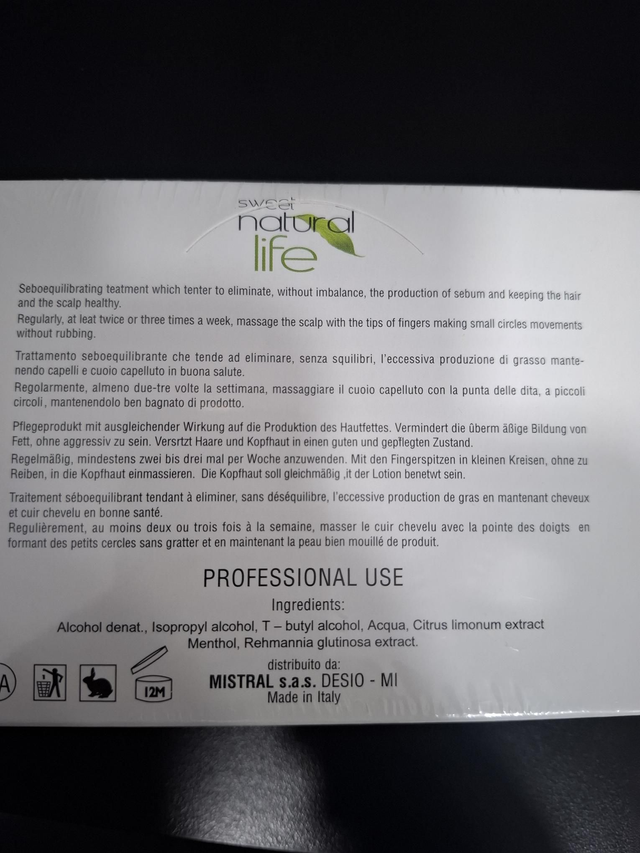 sweet
natural
life
Seboequilibrating teatment which tenter to eliminate, without imbalance, the production of sebum and keeping the hair
and the scalp healthy.
Regularly, at leat twice or three times a week, massage the scalp with the tips of fingers making small circles movements
without rubbing.
Trattamento seboequilibrante che tende ad eliminare, senza squilibri, l'eccessiva produzione di grasso mante-
nendo capelli e cuoio capelluto in buona salute.
Regolarmente, almeno due-tre volte la settimana, massaggiare il cuoio capelluto con la punta delle dita, a piccoli
circoli, mantenendolo ben bagnato di prodotto.
Pflegeprodukt mit ausgleichender Wirkung auf die Produktion des Hautfettes. Vermindert die überm äßige Bildung von
Fett, ohne aggressiv zu sein. Versrtzt Haare und Kopfhaut in einen guten und gepflegten Zustand.
Regelmäßig, mindestens zwei bis drei mal per Woche anzuwenden. Mit den Fingerspitzen in kleinen Kreisen, ohne zu
Reiben, in die Kopfhaut einmassieren. Die Kopfhaut soll gleichmäßig ,it der Lotion benetwt sein.
Traitement séboequilibrant tendant à éliminer, sans déséquilibre, l'eccessive production de gras en mantenant cheveux
et cuir chevelu en bonne santé.
Regulièrement, au moins deux ou trois fois à la semaine, masser le cuir chevelu avec la pointe des doigts en
formant des petits cercles sans gratter et en maintenant la peau bien mouillé de produit.
PROFESSIONAL USE
Ingredients:
Alcohol denat., Isopropyl alcohol, T – butyl alcohol, Acqua, Citrus limonum extract
Menthol, Rehmannia glutinosa extract.
distribuito da:
MISTRAL s.a.s. DESIO - MI
Made in Italy
A
12M